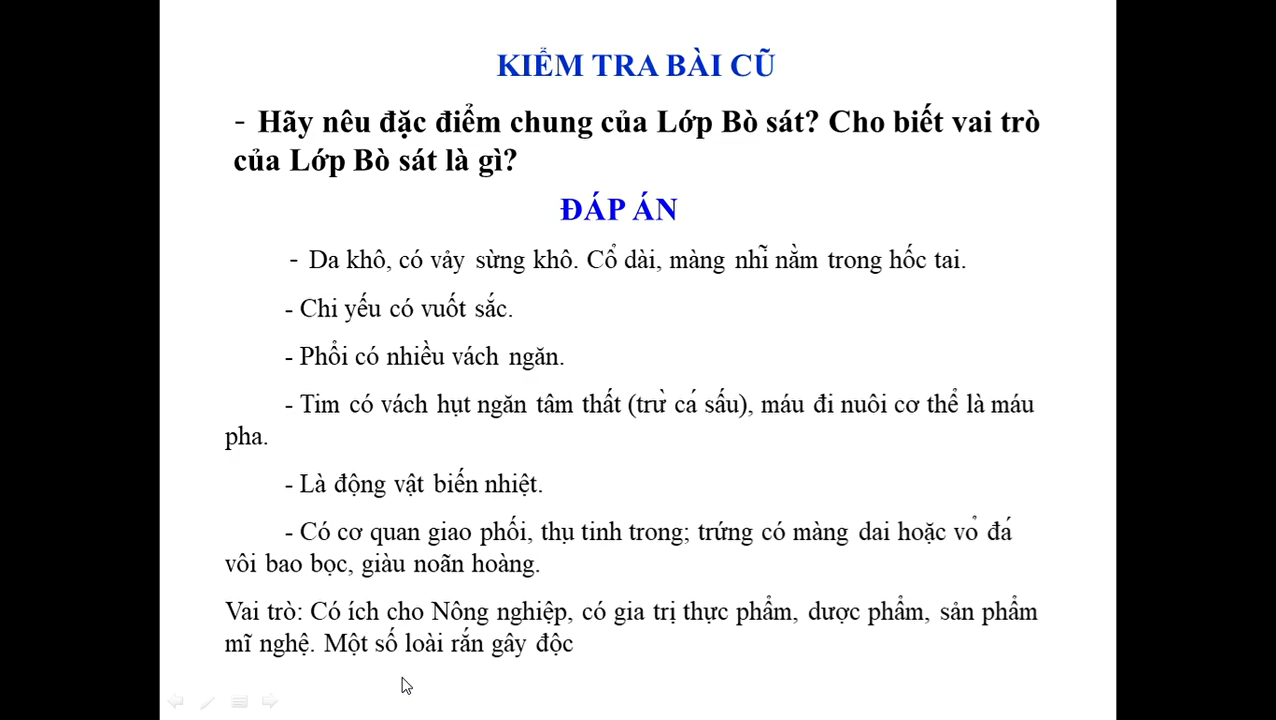 KIỂM TRA BÀI CŨ
- Hãy nêu đặc điểm chung của Lớp Bò sát? Cho biết vai trò
của Lớp Bò sát là gì?
ĐÁP ÁN
- Da khô, có vảy sừng khô. Cổ dài, màng nhĩ nằm trong hốc tai.
- Chi yếu có vuốt sắc.
- Phổi có nhiều vách ngăn.
- Tim có vách hụt ngăn tâm thất (trừ cá sấu), máu đi nuôi cơ thể là máu
pha.
- Là động vật biến nhiệt.
- Có cơ quan giao phối, thụ tinh trong; trứng có màng dai hoặc vỏ đá
vôi bao bọc, giàu noãn hoàng.
Vai trò: Có ích cho Nông nghiệp, có gia trị thực phẩm, dược phẩm, sản phẩm
mĩ nghệ. Một số loài rắn gây độc